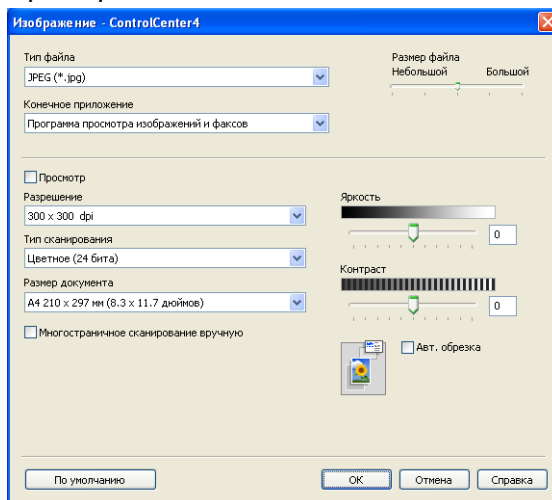 Изображение - ControlCenter4
Тип файла
JPEG (*.jpg)
Размер файла
Небольшой Большой
Конечное приложение
Программа просмотра изображений и факсов
Просмотр
Разрешение
300 x 300 dpi
Яркость
0
Тип сканирования
Цветное (24 бита)
Контраст
0
Размер документа
A4 210 x 297 мм (8.3 x 11.7 дюймов)
Многостраничное сканирование вручную
Авт. обрезка
По умолчанию OK Отмена Справка